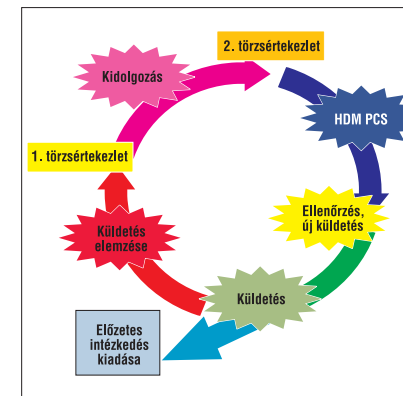 2. törzsértekezlet
Kidolgozás
HDM PCS
1. törzsértekezlet
Ellenőrzés,
új küldetés
Küldetés
elemzése
Küldetés
Előzetes
intézkedés
kiadása